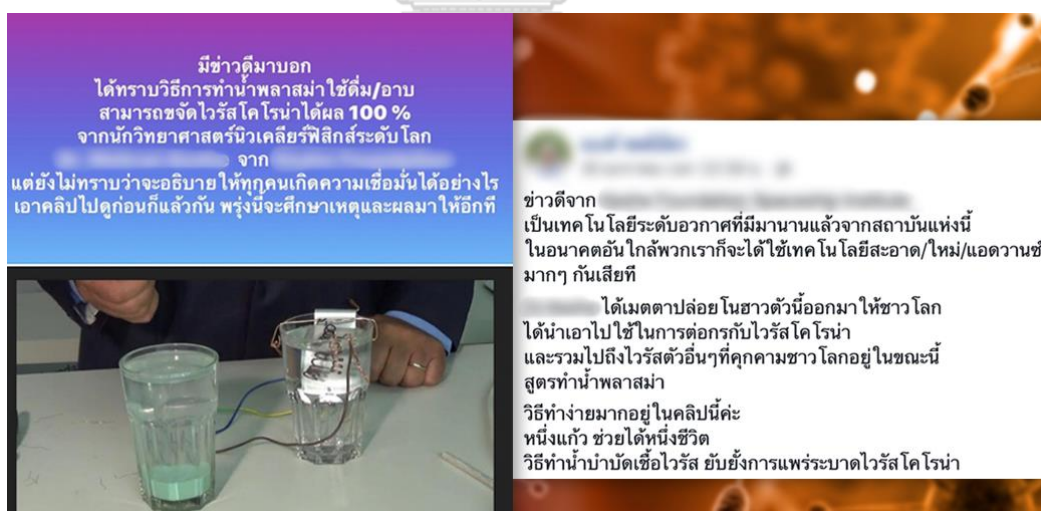 มีข่าวดีมาบอก
ได้ทราบวิธีการทำน้ำพลาสม่าใช้ดื่ม/อาบ
สามารถขจัดไวรัสโคโรน่าได้ผล 100 %
จากนักวิทยาศาสตร์นิวเคลียร์ฟิสิกส์ระดับโลก
จาก
แต่ยังไม่ทราบว่าจะอธิบายให้ทุกคนเกิดความเชื่อมั่นได้อย่างไร
เอาคลิปไปดูก่อนก็แล้วกัน พรุ่งนี้จะศึกษาเหตุและผลมาให้อีกที
ข่าวดีจาก
เป็นเทคโนโลยีระดับอวกาศที่มีมานานแล้วจากสถาบันแห่งนี้
ในอนาคตอันใกล้พวกเราก็จะได้ใช้เทคโนโลยีสะอาด/ใหม่/แอดวานซ์
มากๆ กันเสียที
ได้เมตตาปล่อยโนฮาวตัวนี้ออกมาให้ชาวโลก
ได้นำเอาไปใช้ในการต่อกรกับไวรัสโคโรน่า
และรวมไปถึงไวรัสตัวอื่นๆที่คุกคามชาวโลกอยู่ในขณะนี้
สูตรทำน้ำพลาสม่า
วิธีทำง่ายมากอยู่ในคลิปนี้ค่ะ
หนึ่งแก้ว ช่วยได้หนึ่งชีวิต
วิธีทำน้ำบำบัดเชื้อไวรัส ยับยั้งการแพร่ระบาดไวรัสโคโรน่า